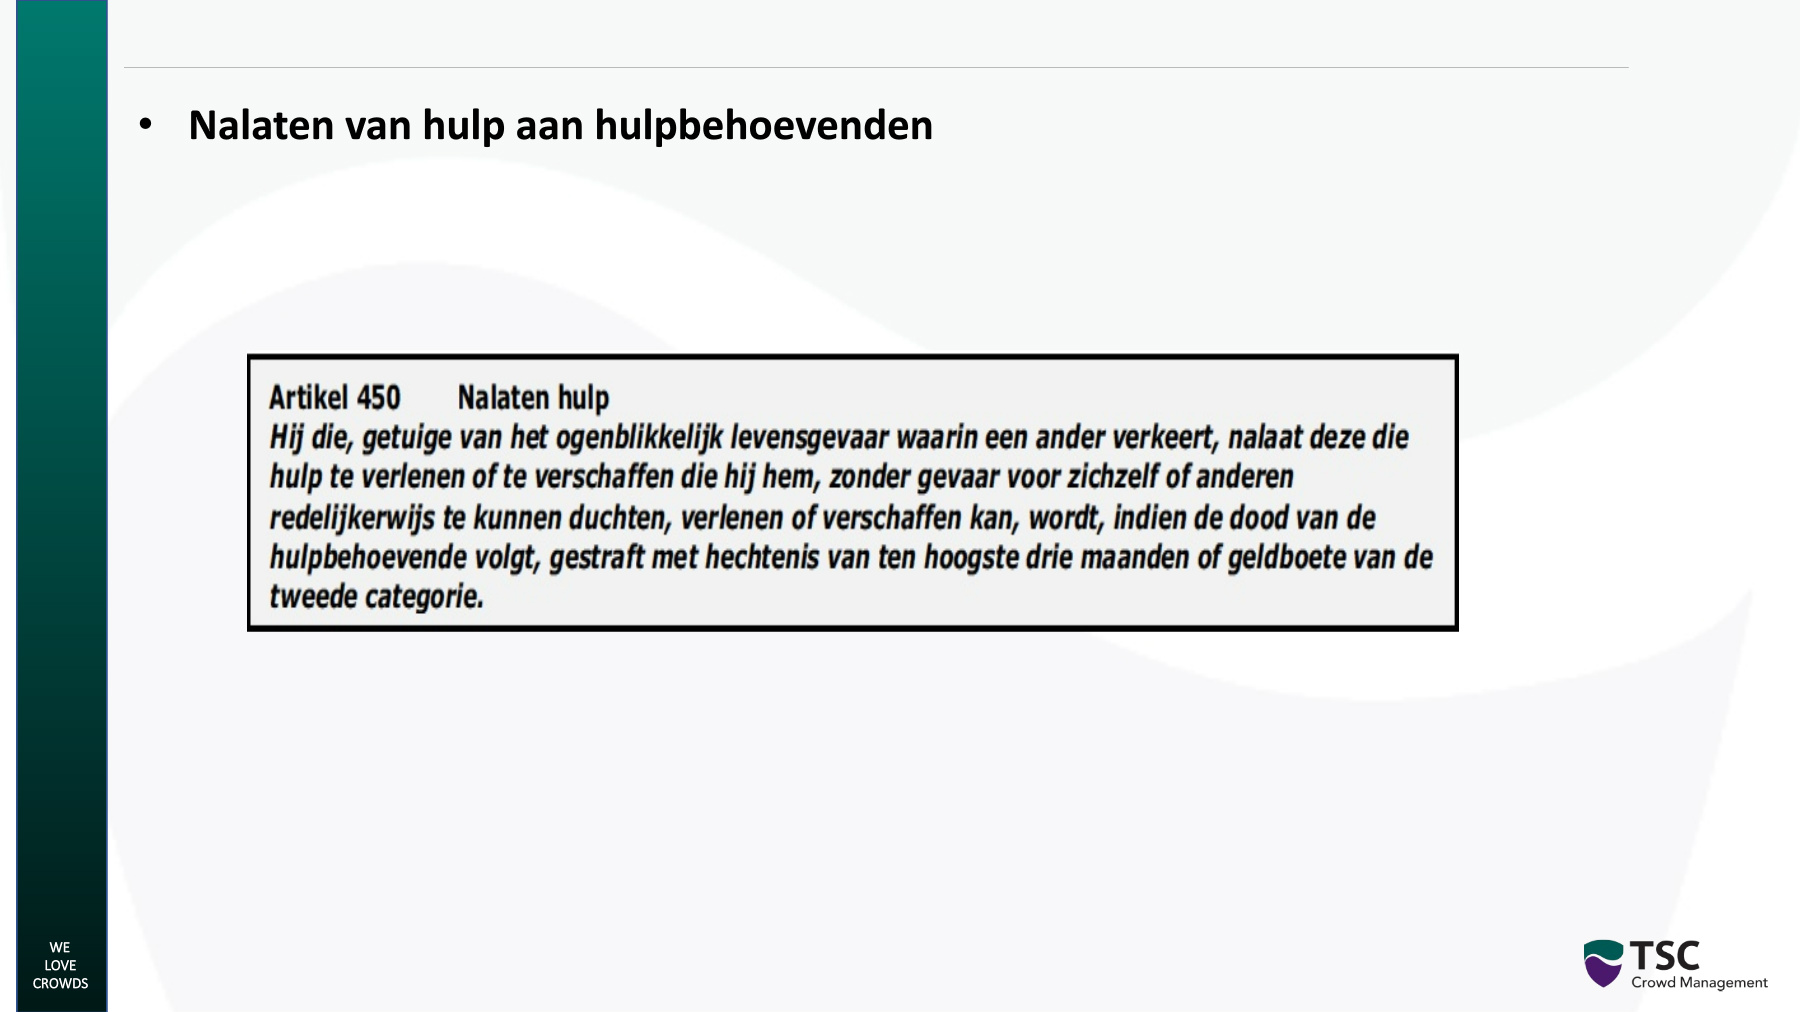 • Nalaten van hulp aan hulpbehoevenden
Artikel 450 Nalaten hulp
Hij die, getuige van het ogenblikkelijk levensgevaar waarin een ander verkeert, nalaat deze die
hulp te verlenen of te verschaffen die hij hem, zonder gevaar voor zichzelf of anderen
redelijkerwijs te kunnen duchten, verlenen of verschaffen kan, wordt, indien de dood van de
hulpbehoevende volgt, gestraft met hechtenis van ten hoogste drie maanden of geldboete van de
tweede categorie.
WE
LOVE
CROWDS
TSC
Crowd Management